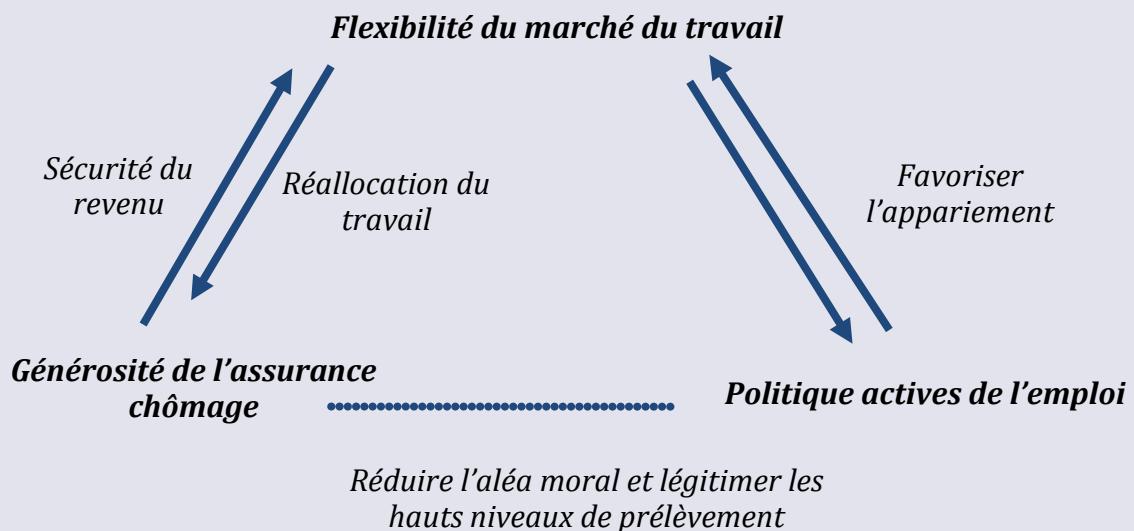 Flexibilité du marché du travail
Sécurité du
revenu
Réallocation du
travail
Favoriser
l’appariement
Générosité de l’assurance
chômage
Politique actives de l’emploi
Réduire l’aléa moral et légitimer les
hauts niveaux de prélèvement